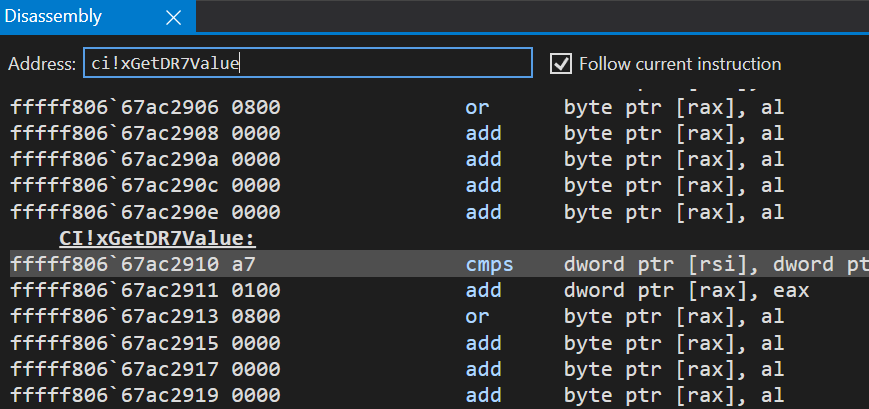 Disassembly
Address: ci!xGetDR7Value Follow current instruction
fffff806`67ac2906 0800 or byte ptr [rax], al
fffff806`67ac2908 0000 add byte ptr [rax], al
fffff806`67ac290a 0000 add byte ptr [rax], al
fffff806`67ac290c 0000 add byte ptr [rax], al
fffff806`67ac290e 0000 add byte ptr [rax], al
CI!xGetDR7Value:
fffff806`67ac2910 a7 cmps dword ptr [rsi], dword pt
fffff806`67ac2911 0100 add dword ptr [rax], eax
fffff806`67ac2913 0800 or byte ptr [rax], al
fffff806`67ac2915 0000 add byte ptr [rax], al
fffff806`67ac2917 0000 add byte ptr [rax], al
fffff806`67ac2919 0000 add byte ptr [rax], al